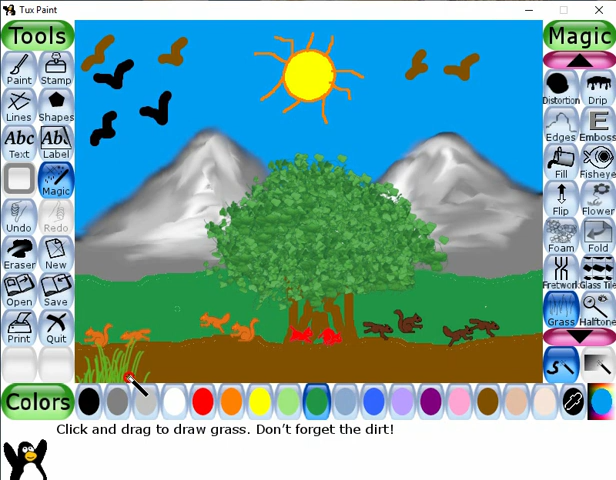 Tux Paint
Tools
Magic
Paint
Stamp
Lines
Shapes
Abc
Text
Abc
Label
Magic
Undo
Redo
Eraser
New
Open
Save
Print
Quit
Distortion
Drip
Edges
Emboss
Fill
Fisheye
Flip
Flower
Foam
Fold
Fretwork
Glass Tile
Grass
Halftone
Colors
Click and drag to draw grass. Don't forget the dirt!